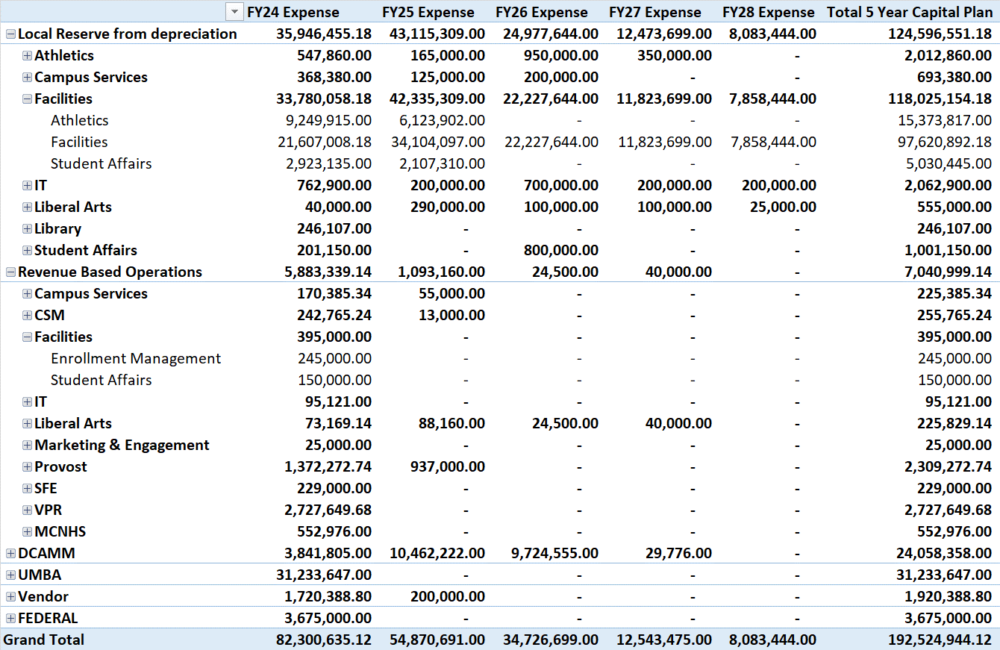 FY24 Expense FY25 Expense FY26 Expense FY27 Expense FY28 Expense Total 5 Year Capital Plan
Local Reserve from depreciation 35,946,455.18 43,115,309.00 24,977,644.00 12,473,699.00 8,083,444.00 124,596,551.18
Athletics 547,860.00 165,000.00 950,000.00 350,000.00 - 2,012,860.00
Campus Services 368,380.00 125,000.00 200,000.00 - - 693,380.00
Facilities 33,780,058.18 42,335,309.00 22,227,644.00 11,823,699.00 7,858,444.00 118,025,154.18
Athletics 9,249,915.00 6,123,902.00 - - - 15,373,817.00
Facilities 21,607,008.18 34,104,097.00 22,227,644.00 11,823,699.00 7,858,444.00 97,620,892.18
Student Affairs 2,923,135.00 2,107,310.00 - - - 5,030,445.00
IT 762,900.00 200,000.00 700,000.00 200,000.00 200,000.00 2,062,900.00
Liberal Arts 40,000.00 290,000.00 100,000.00 100,000.00 25,000.00 555,000.00
Library 246,107.00 - - - - 246,107.00
Student Affairs 201,150.00 - 800,000.00 - - 1,001,150.00
Revenue Based Operations 5,883,339.14 1,093,160.00 24,500.00 40,000.00 - 7,040,999.14
Campus Services 170,385.34 55,000.00 - - - 225,385.34
CSM 242,765.24 13,000.00 - - - 255,765.24
Facilities 395,000.00 - - - - 395,000.00
Enrollment Management 245,000.00 - - - - 245,000.00
Student Affairs 150,000.00 - - - - 150,000.00
IT 95,121.00 - - - - 95,121.00
Liberal Arts 73,169.14 88,160.00 24,500.00 40,000.00 - 225,829.14
Marketing & Engagement 25,000.00 - - - - 25,000.00
Provost 1,372,272.74 937,000.00 - - - 2,309,272.74
SFE 229,000.00 - - - - 229,000.00
VPR 2,727,649.68 - - - - 2,727,649.68
MCNHS 552,976.00 - - - - 552,976.00
DCAMM 3,841,805.00 10,462,222.00 9,724,555.00 29,776.00 - 24,058,358.00
UMBA 31,233,647.00 - - - - 31,233,647.00
Vendor 1,720,388.80 200,000.00 - - - 1,920,388.80
FEDERAL 3,675,000.00 - - - - 3,675,000.00
Grand Total 82,300,635.12 54,870,691.00 34,726,699.00 12,543,475.00 8,083,444.00 192,524,944.12